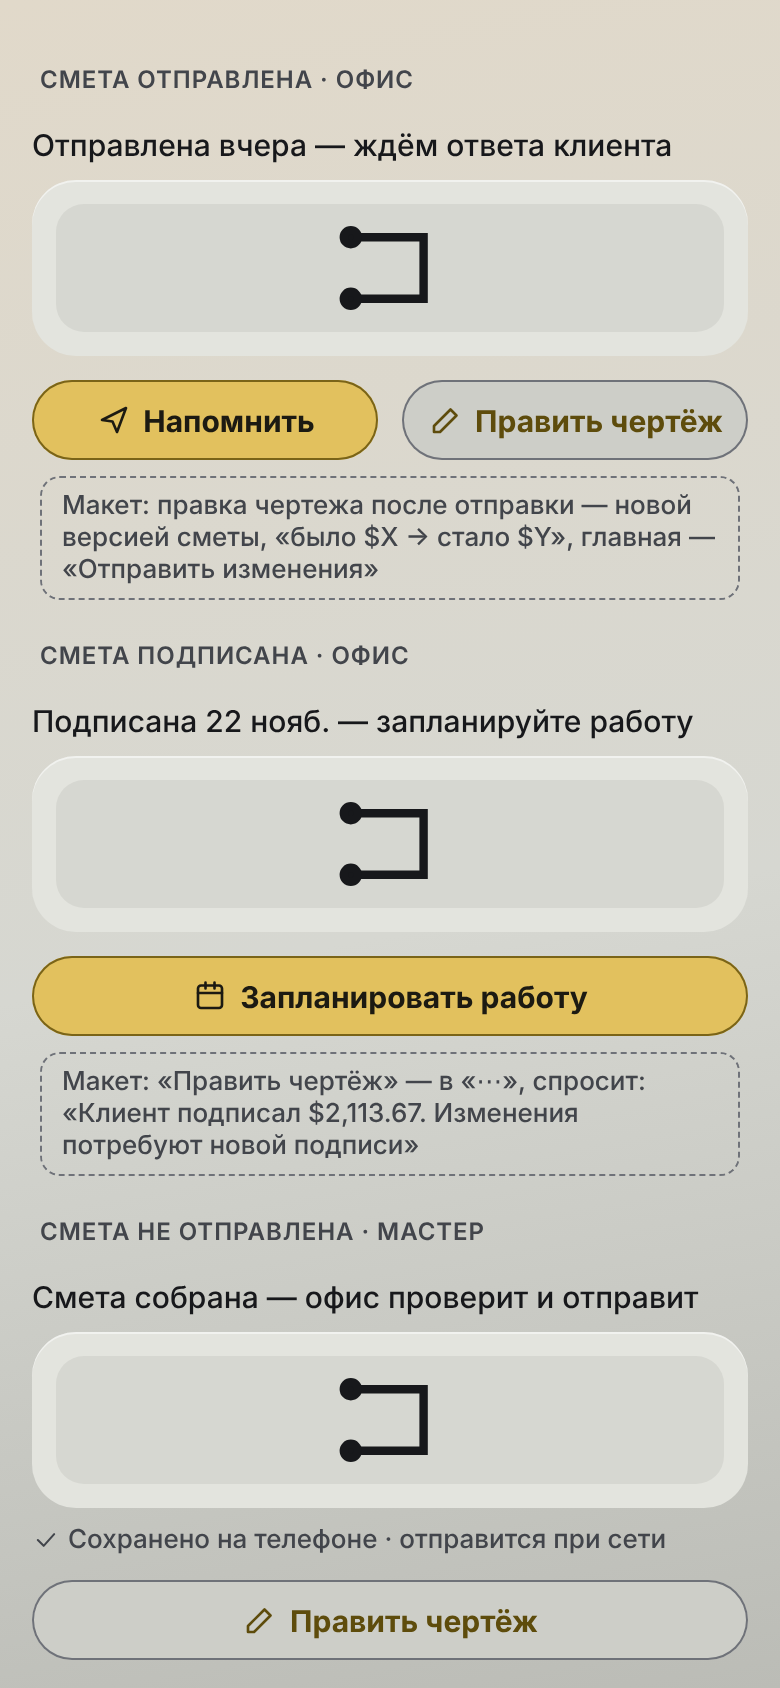 СМЕТА ОТПРАВЛЕНА · ОФИС
Отправлена вчера — ждём ответа клиента
Напомнить
Править чертёж
Макет: правка чертежа после отправки — новой
версией сметы, «было $X → стало $Y», главная —
«Отправить изменения»
СМЕТА ПОДПИСАНА · ОФИС
Подписана 22 нояб. — запланируйте работу
Запланировать работу
Макет: «Править чертёж» — в «···», спросит:
«Клиент подписал $2,113.67. Изменения
потребуют новой подписи»
СМЕТА НЕ ОТПРАВЛЕНА · МАСТЕР
Смета собрана — офис проверит и отправит
Сохранено на телефоне · отправится при сети
Править чертёж